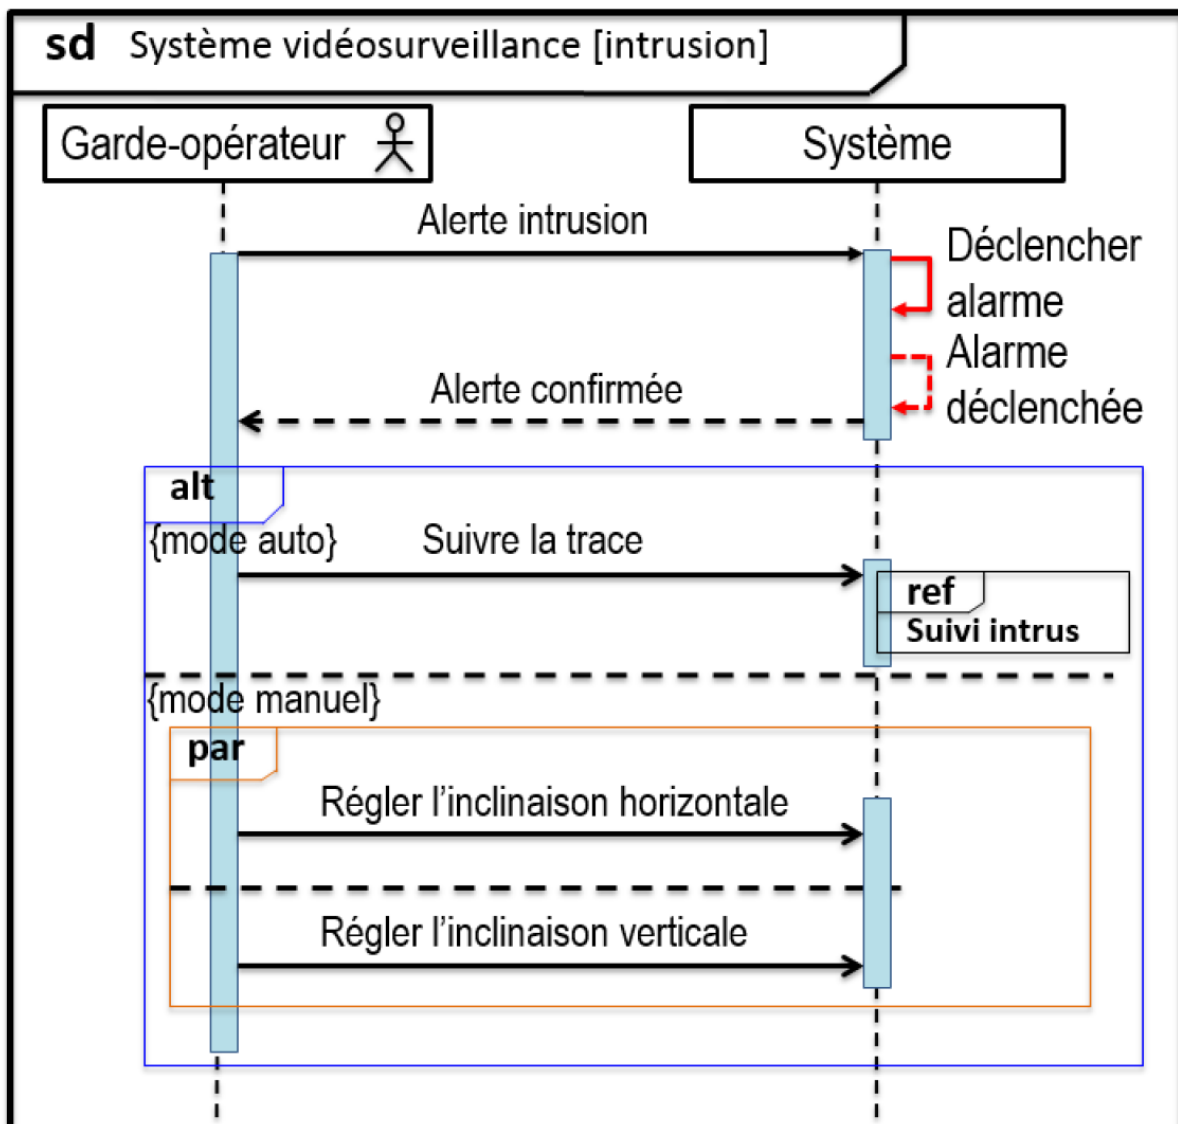 sd Système vidéosurveillance [intrusion]
Garde-opérateur
Système
Alerte intrusion
Déclencher
alarme
Alarme
déclenchée
Alerte confirmée
alt
{mode auto}
Suivre la trace
ref
Suivi intrus
{mode manuel}
par
Régler l'inclinaison horizontale
Régler l'inclinaison verticale